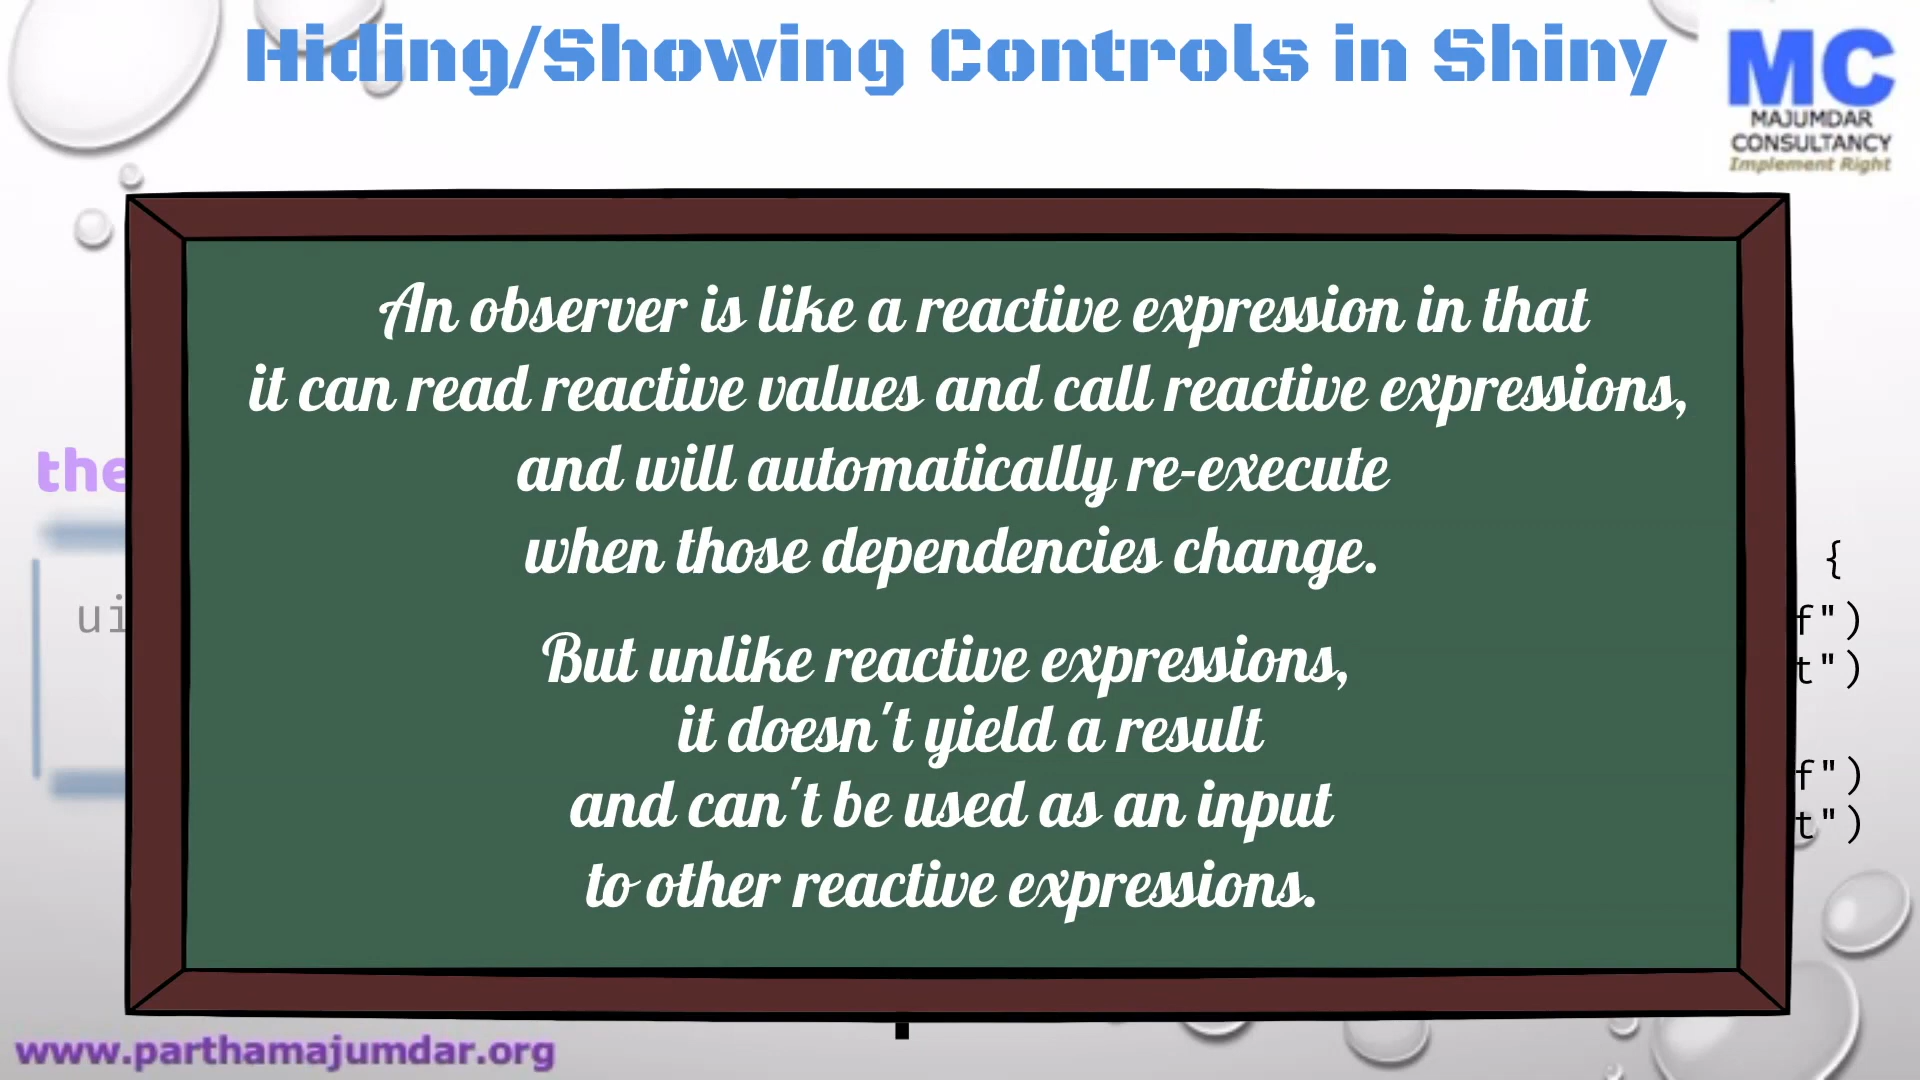 Hiding/Showing Controls in Shiny
MC
MAJUMDAR
CONSULTANCY
Implement Right
An observer is like a reactive expression in that
it can read reactive values and call reactive expressions,
and will automatically re-execute
when those dependencies change.
But unlike reactive expressions,
it doesn't yield a result
and can't be used as an input
to other reactive expressions.
the
ui
{
f")
t")
f")
t")
www.parthamajumdar.org